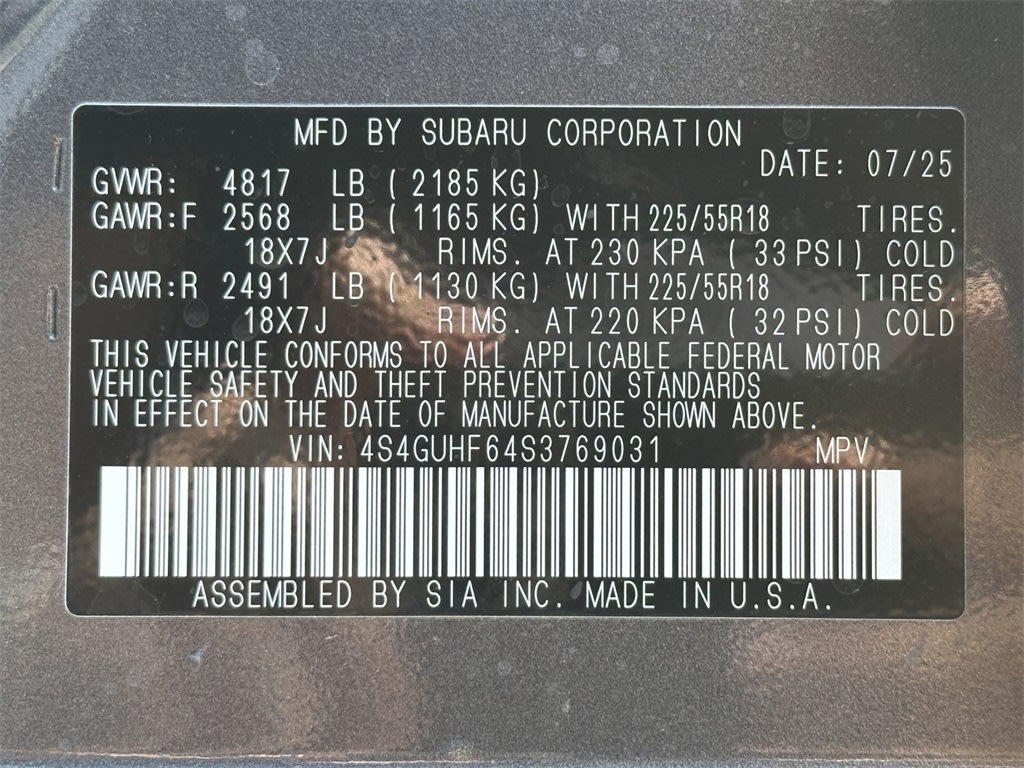 MFD BY SUBARU CORPORATION
DATE: 07/25
GVWR: 4817 LB (2185 KG)
GAWR:F 2568 LB (1165 KG) WITH 225/55R18 TIRES.
18X7J RIMS. AT 230 KPA (33 PSI) COLD
GAWR:R 2491 LB (1130 KG) WITH 225/55R18 TIRES.
18X7J RIMS. AT 220 KPA (32 PSI) COLD
THIS VEHICLE CONFORMS TO ALL APPLICABLE FEDERAL MOTOR
VEHICLE SAFETY AND THEFT PREVENTION STANDARDS
IN EFFECT ON THE DATE OF MANUFACTURE SHOWN ABOVE.
VIN: 4S4GUHF64S3769031 MPV
ASSEMBLED BY SIA INC. MADE IN U.S.A.